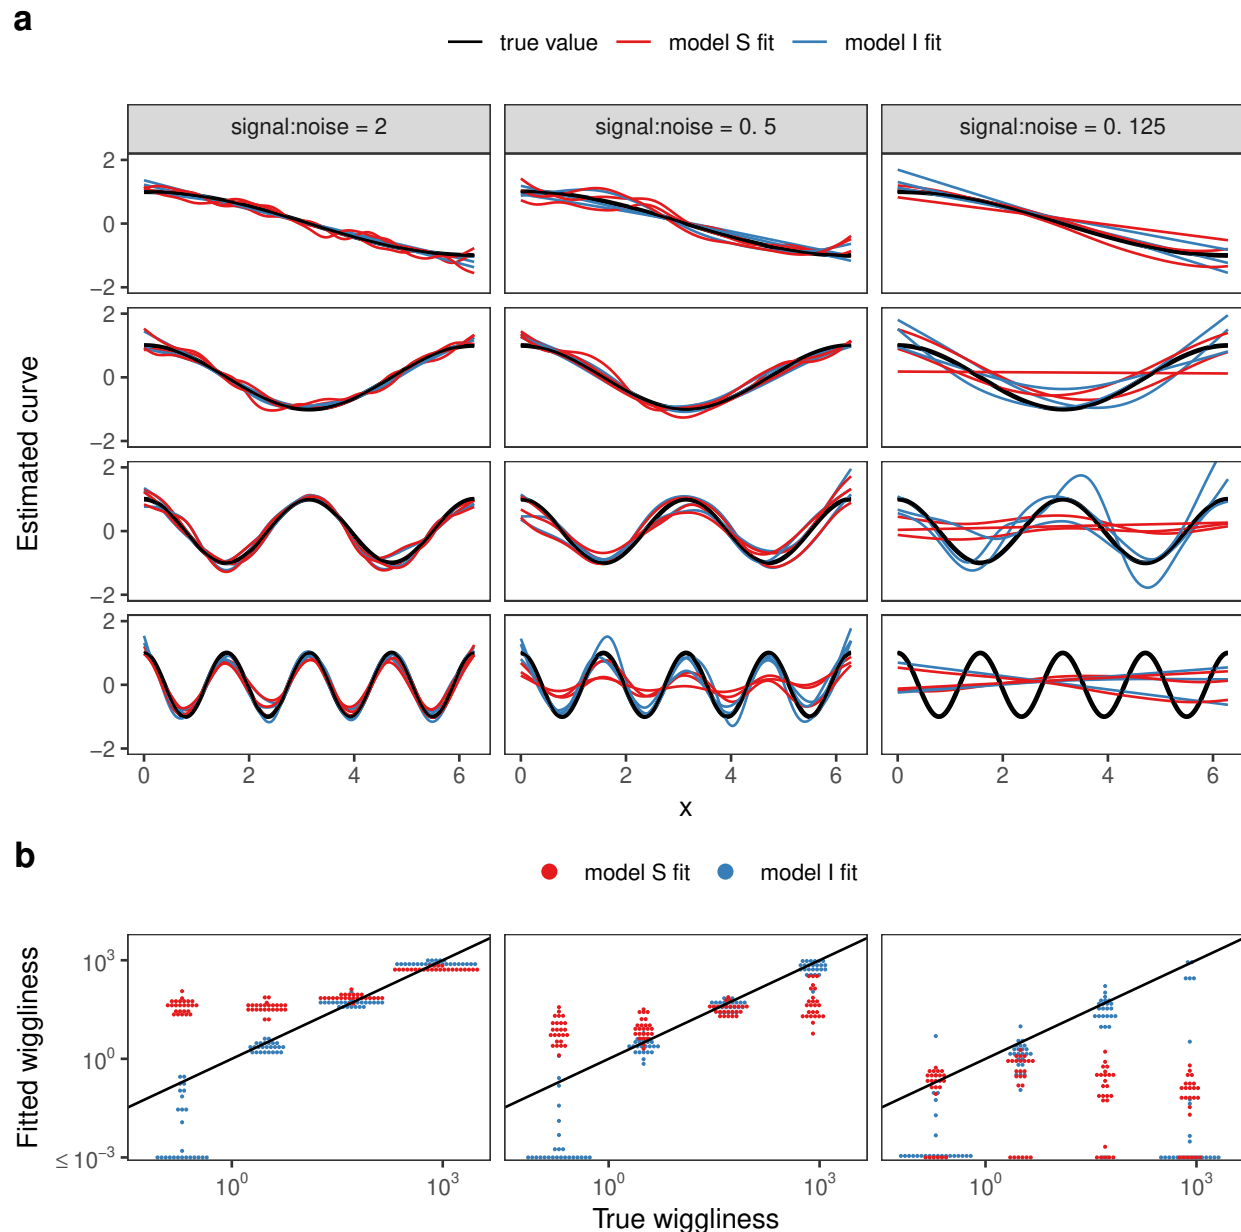 a
true value model S fit model I fit
signal:noise = 2 signal:noise = 0. 5 signal:noise = 0. 125
Estimated curve
2
0
−2
2
0
−2
2
0
−2
2
0
−2
0 2 4 6 0 2 4 6 0 2 4 6
x
b
model S fit model I fit
Fitted wiggliness
10³
10⁰
≤ 10⁻³
10⁰ 10³ 10⁰ 10³ 10⁰ 10³
True wiggliness